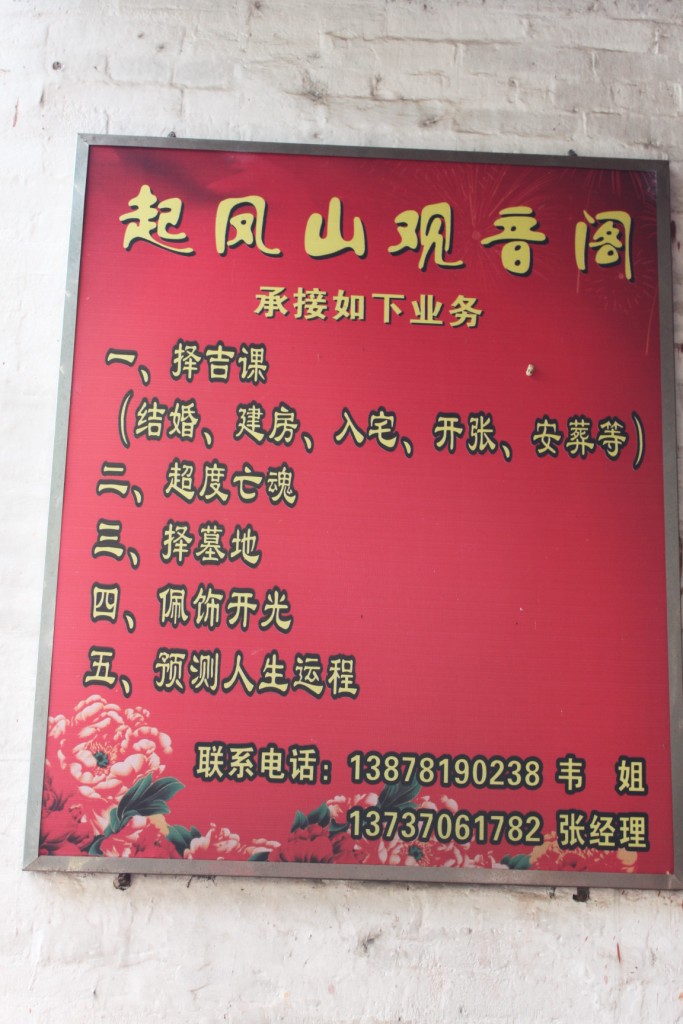 起凤山观音阁
承接如下业务
一、择吉课
（结婚、建房、入宅、开张、安葬等）
二、超度亡魂
三、择墓地
四、佩饰开光
五、预测人生运程
联系电话：13878190238 韦 姐
13737061782 张经理